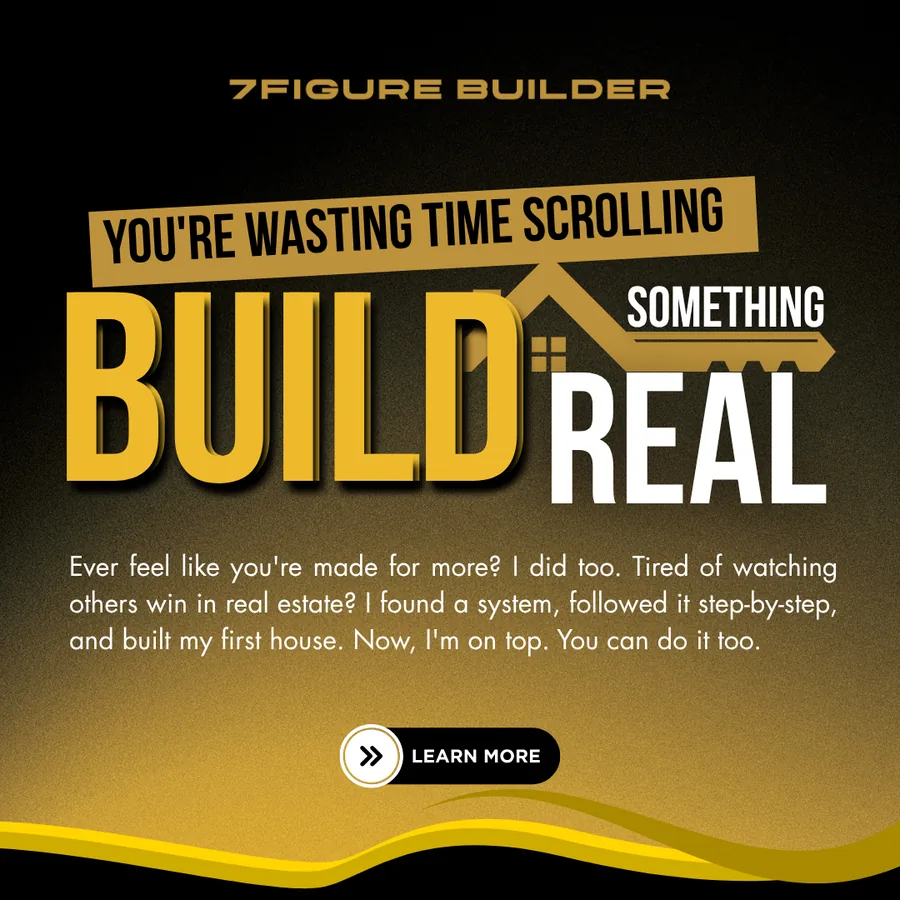 7FIGURE BUILDER
YOU'RE WASTING TIME SCROLLING
BUILD
SOMETHING
REAL
Ever feel like you're made for more? I did too. Tired of watching
others win in real estate? I found a system, followed it step-by-step,
and built my first house. Now, I'm on top. You can do it too.
LEARN MORE